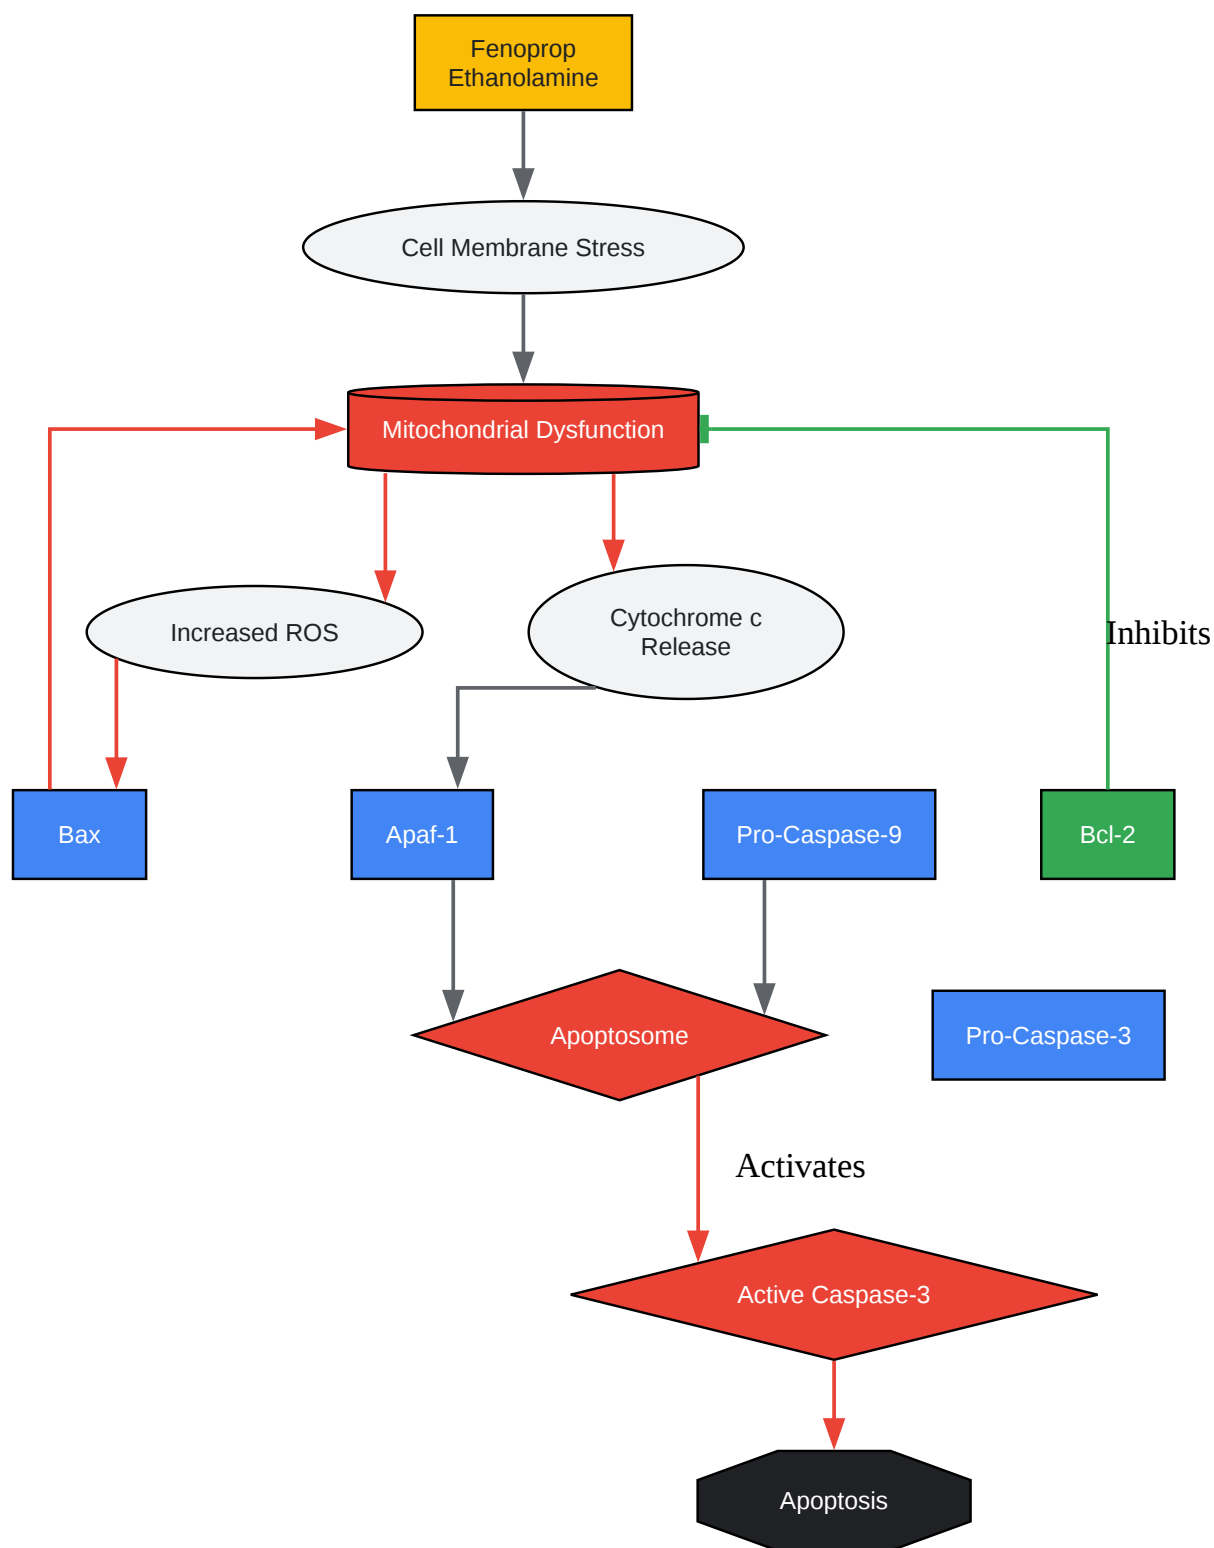 Fenoprop
Ethanolamine
Cell Membrane Stress
Mitochondrial Dysfunction
Increased ROS
Cytochrome c
Release
Inhibits
Bax
Apaf-1
Pro-Caspase-9
Bcl-2
Apoptosome
Pro-Caspase-3
Activates
Active Caspase-3
Apoptosis